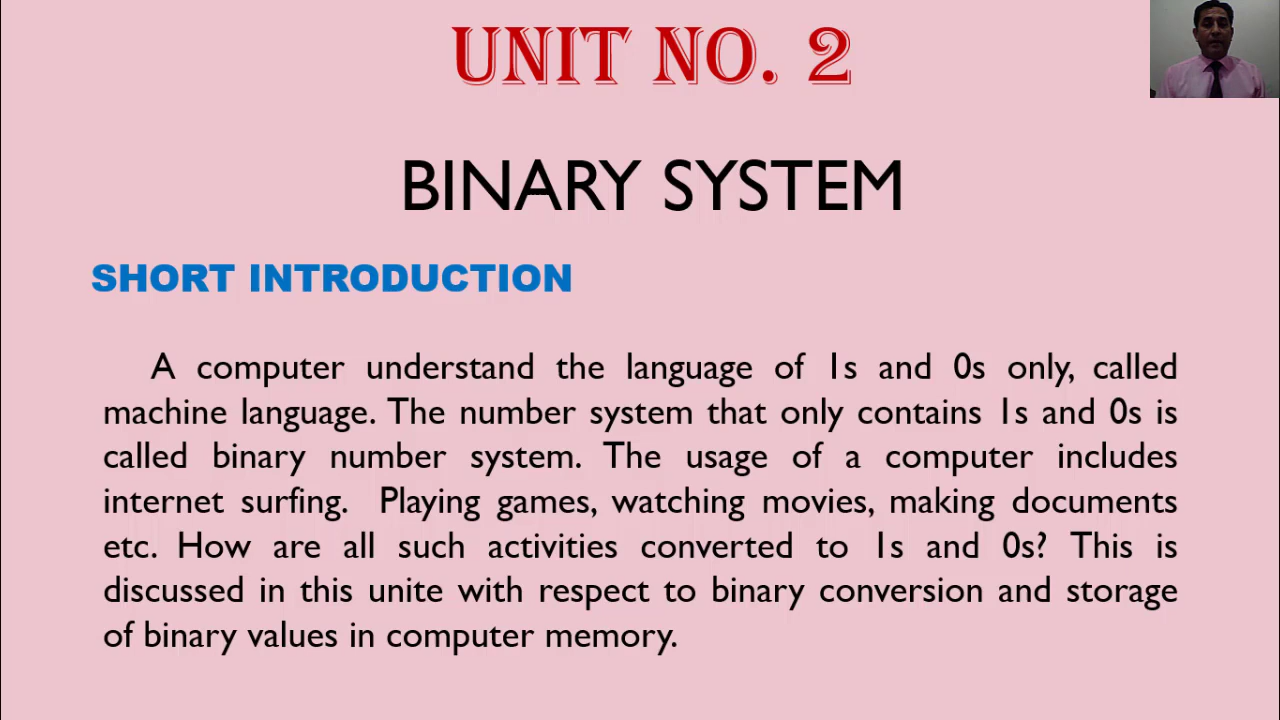 UNIT NO. 2
BINARY SYSTEM
SHORT INTRODUCTION
A computer understand the language of 1s and 0s only, called
machine language. The number system that only contains 1s and 0s is
called binary number system. The usage of a computer includes
internet surfing. Playing games, watching movies, making documents
etc. How are all such activities converted to 1s and 0s? This is
discussed in this unite with respect to binary conversion and storage
of binary values in computer memory.